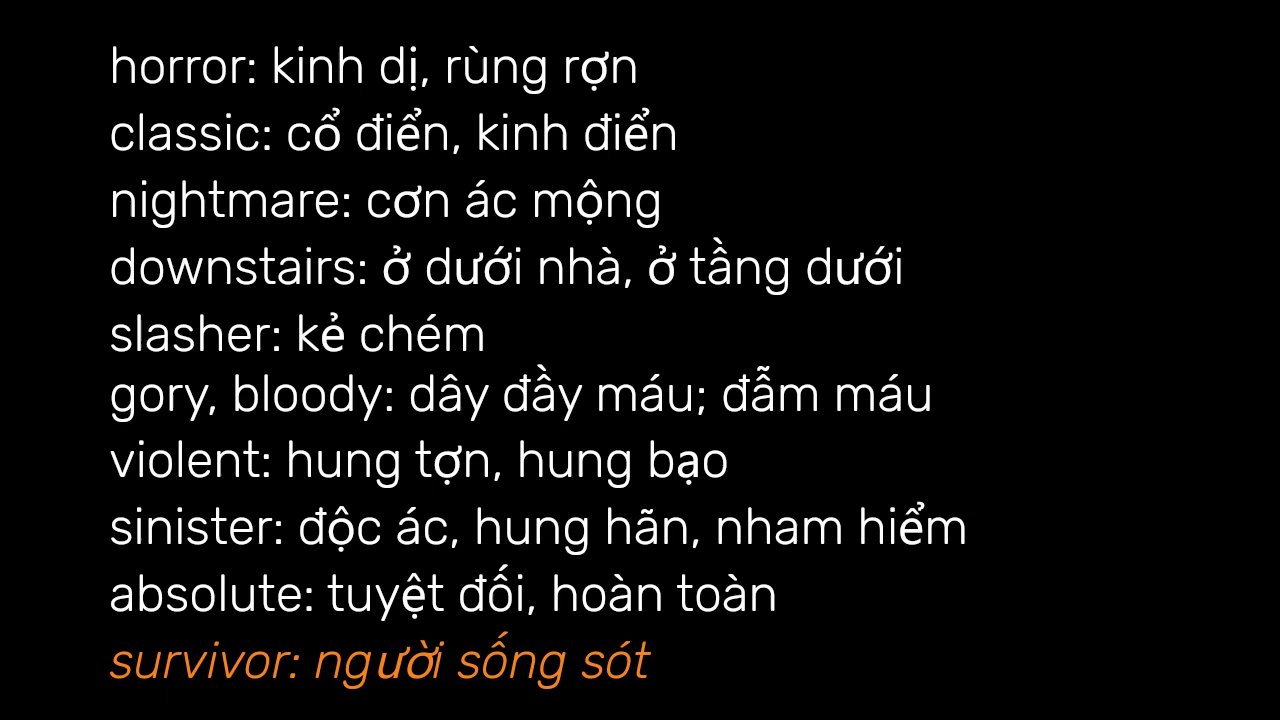 horror: kinh dị, rùng rợn
classic: cổ điển, kinh điển
nightmare: cơn ác mộng
downstairs: ở dưới nhà, ở tầng dưới
slasher: kẻ chém
gory, bloody: dây đầy máu; đẫm máu
violent: hung tợn, hung bạo
sinister: độc ác, hung hãn, nham hiểm
absolute: tuyệt đối, hoàn toàn
survivor: người sống sót